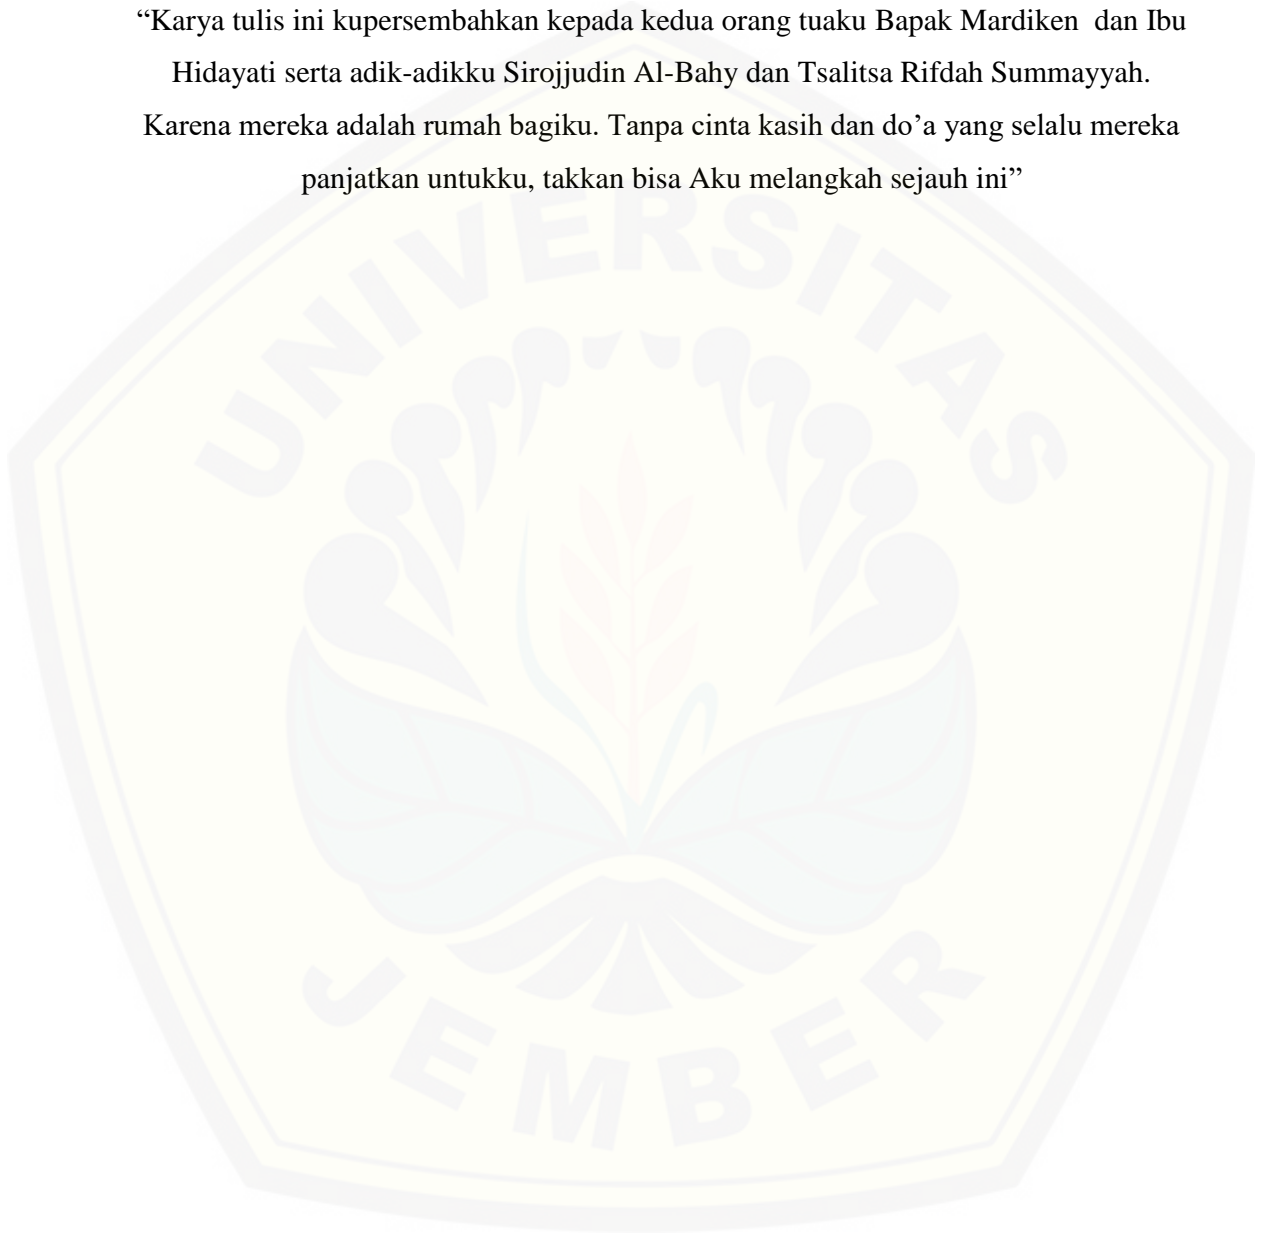 “Karya tulis ini kupersembahkan kepada kedua orang tuaku Bapak Mardiken  dan Ibu
Hidayati serta adik-adikku Sirojjudin Al-Bahy dan Tsalitsa Rifdah Summayyah.
Karena mereka adalah rumah bagiku. Tanpa cinta kasih dan do’a yang selalu mereka
panjatkan untukku, takkan bisa Aku melangkah sejauh ini”
UNIVERSITAS
JEMBER